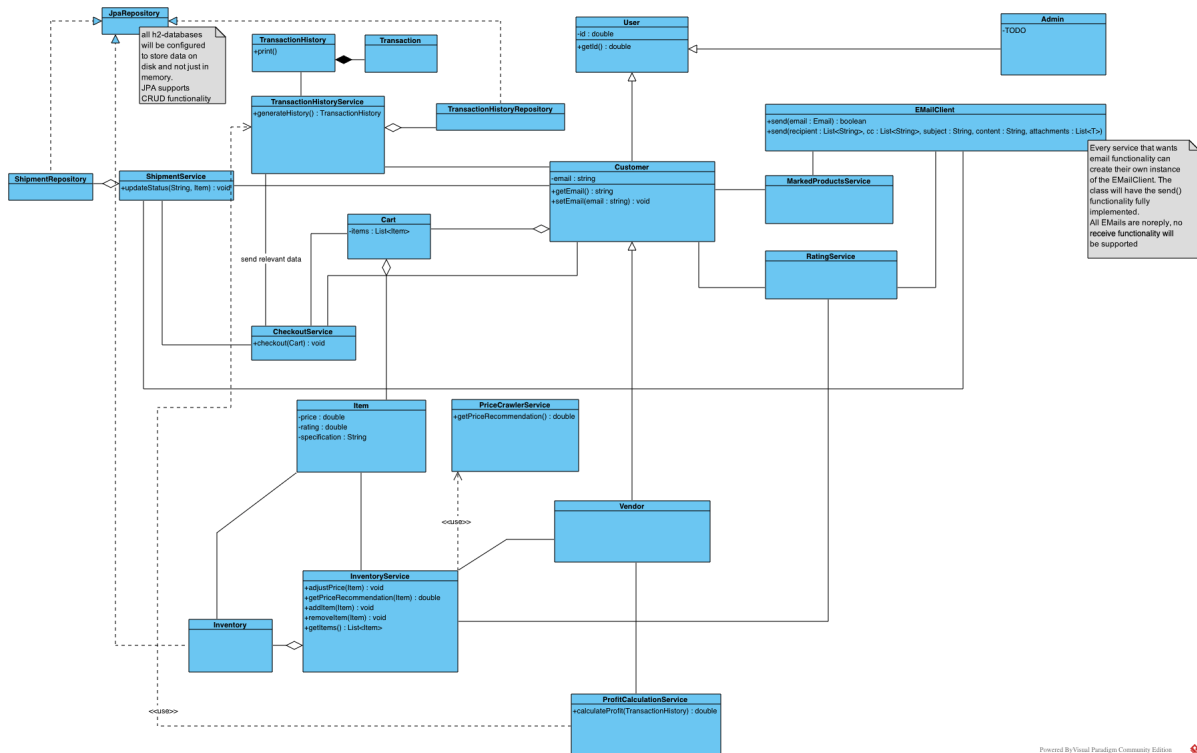 JpaRepository
all h2-databases
will be configured
to store data on
disk and not just in
memory.
JPA supports
CRUD functionality
TransactionHistory
+print()
Transaction
User
-id : double
+getId() : double
Admin
-TODO
TransactionHistoryService
+generateHistory() : TransactionHistory
TransactionHistoryRepository
EMailClient
+send(email : Email) : boolean
+send(recipient : List<String>, cc : List<String>, subject : String, content : String, attachments : List<T>)
Every service that wants
email functionality can
create their own instance
of the EMailClient. The
class will have the send()
functionality fully
implemented.
All EMails are noreply, no
receive functionality will
be supported
ShipmentRepository
ShipmentService
+updateStatus(String, Item) : void
Customer
-email : string
+getEmail() : string
+setEmail(email : string) : void
MarkedProductsService
Cart
-items : List<Item>
send relevant data
RatingService
CheckoutService
+checkout(Cart) : void
Item
-price : double
-rating : double
-specification : String
PriceCrawlerService
+getPriceRecommendation() : double
<<use>>
Vendor
InventoryService
+adjustPrice(Item) : void
+getPriceRecommendation(Item) : double
+addItem(Item) : void
+removeItem(Item) : void
+getItems() : List<Item>
Inventory
<<use>>
ProfitCalculationService
+calculateProfit(TransactionHistory) : double
Powered By Visual Paradigm Community Edition